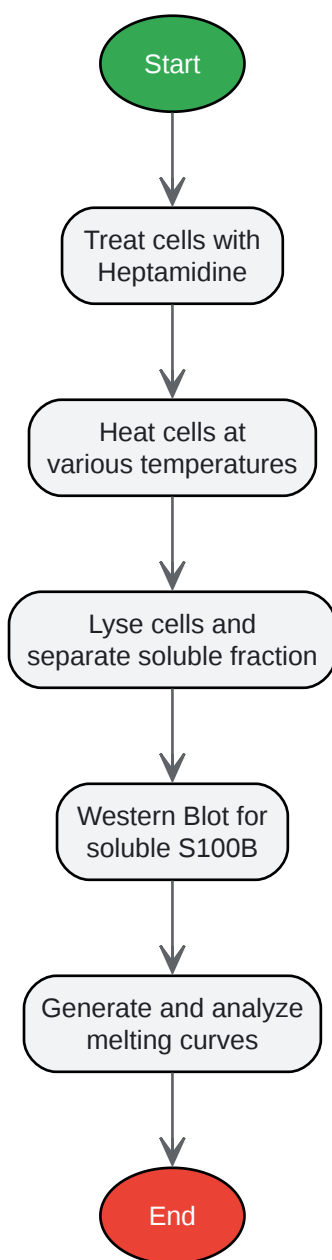 Start
Treat cells with
Heptamidine
Heat cells at
various temperatures
Lyse cells and
separate soluble fraction
Western Blot for
soluble S100B
Generate and analyze
melting curves
End